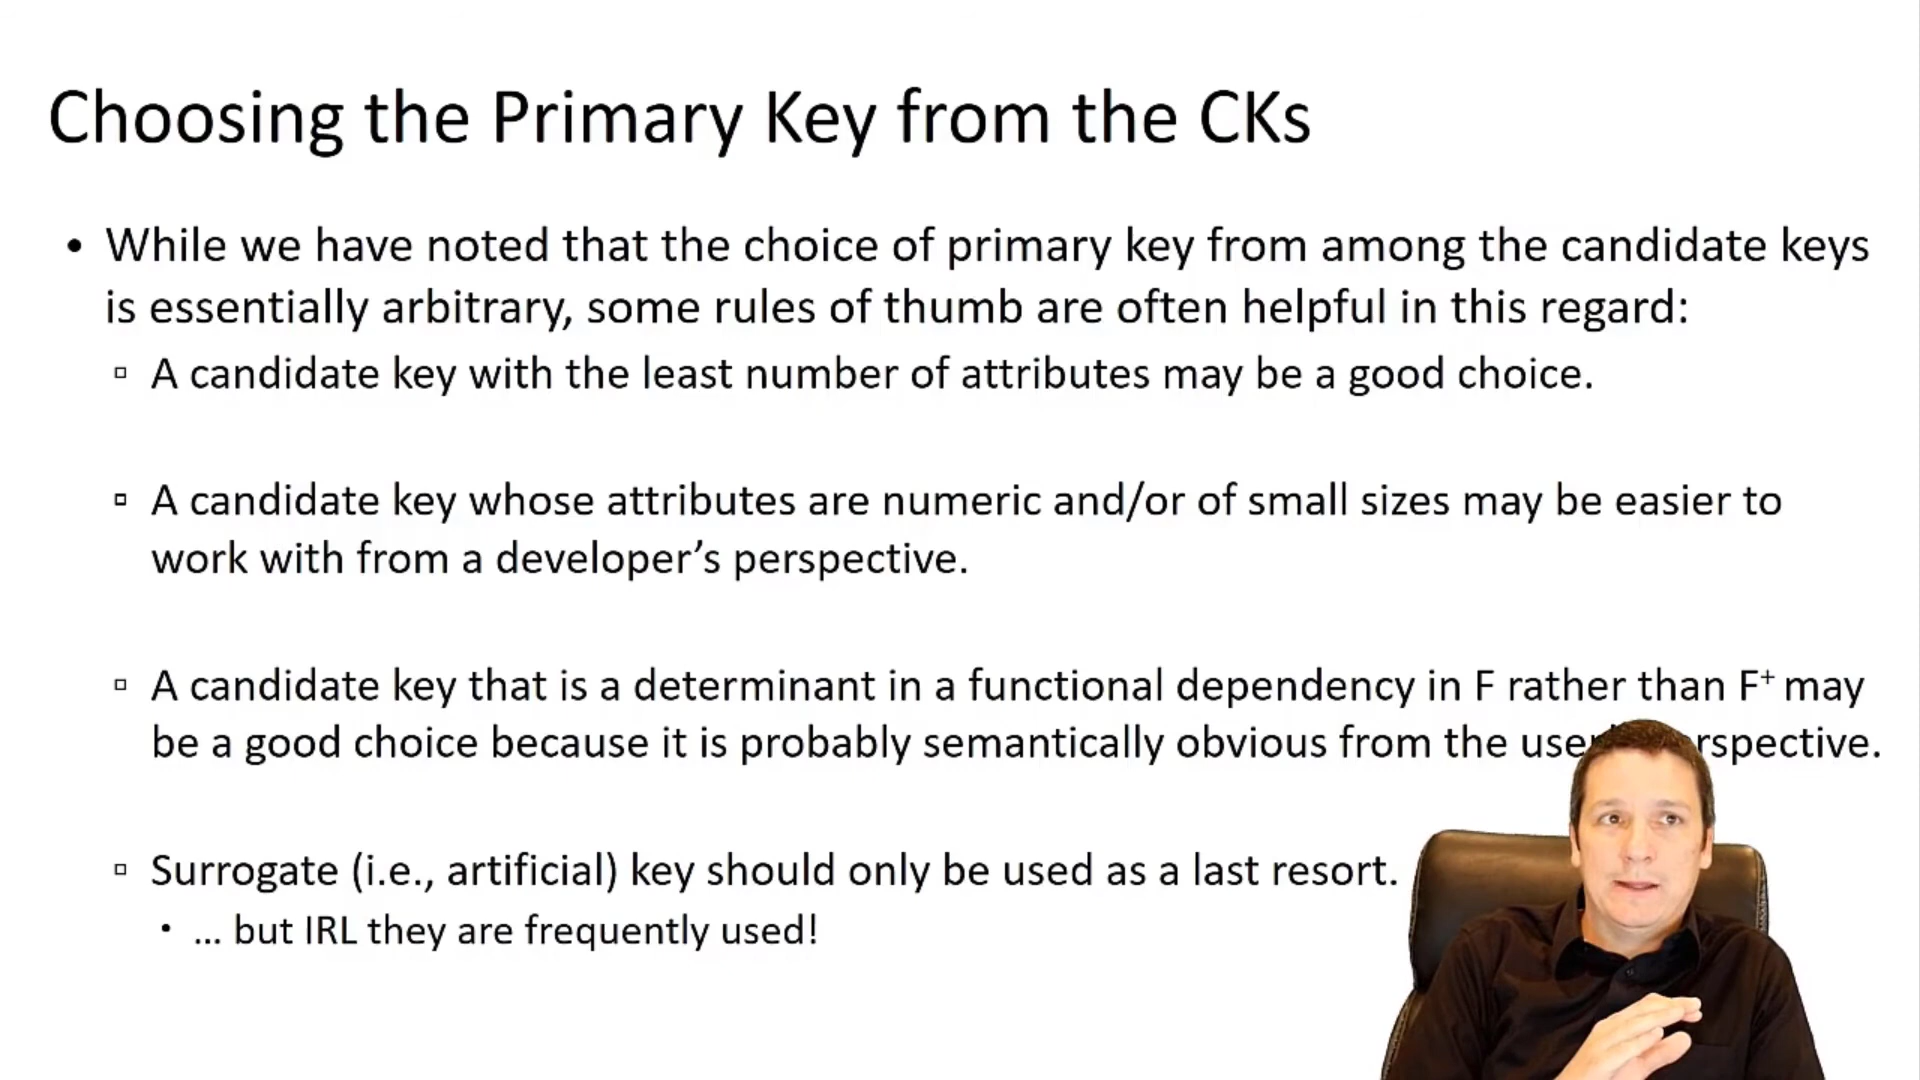 Choosing the Primary Key from the CKs
• While we have noted that the choice of primary key from among the candidate keys
is essentially arbitrary, some rules of thumb are often helpful in this regard:
▫ A candidate key with the least number of attributes may be a good choice.
▫ A candidate key whose attributes are numeric and/or of small sizes may be easier to
work with from a developer’s perspective.
▫ A candidate key that is a determinant in a functional dependency in F rather than F⁺ may
be a good choice because it is probably semantically obvious from the
▫ Surrogate (i.e., artificial) key should only be used as a last resort.
• … but IRL they are frequently used!